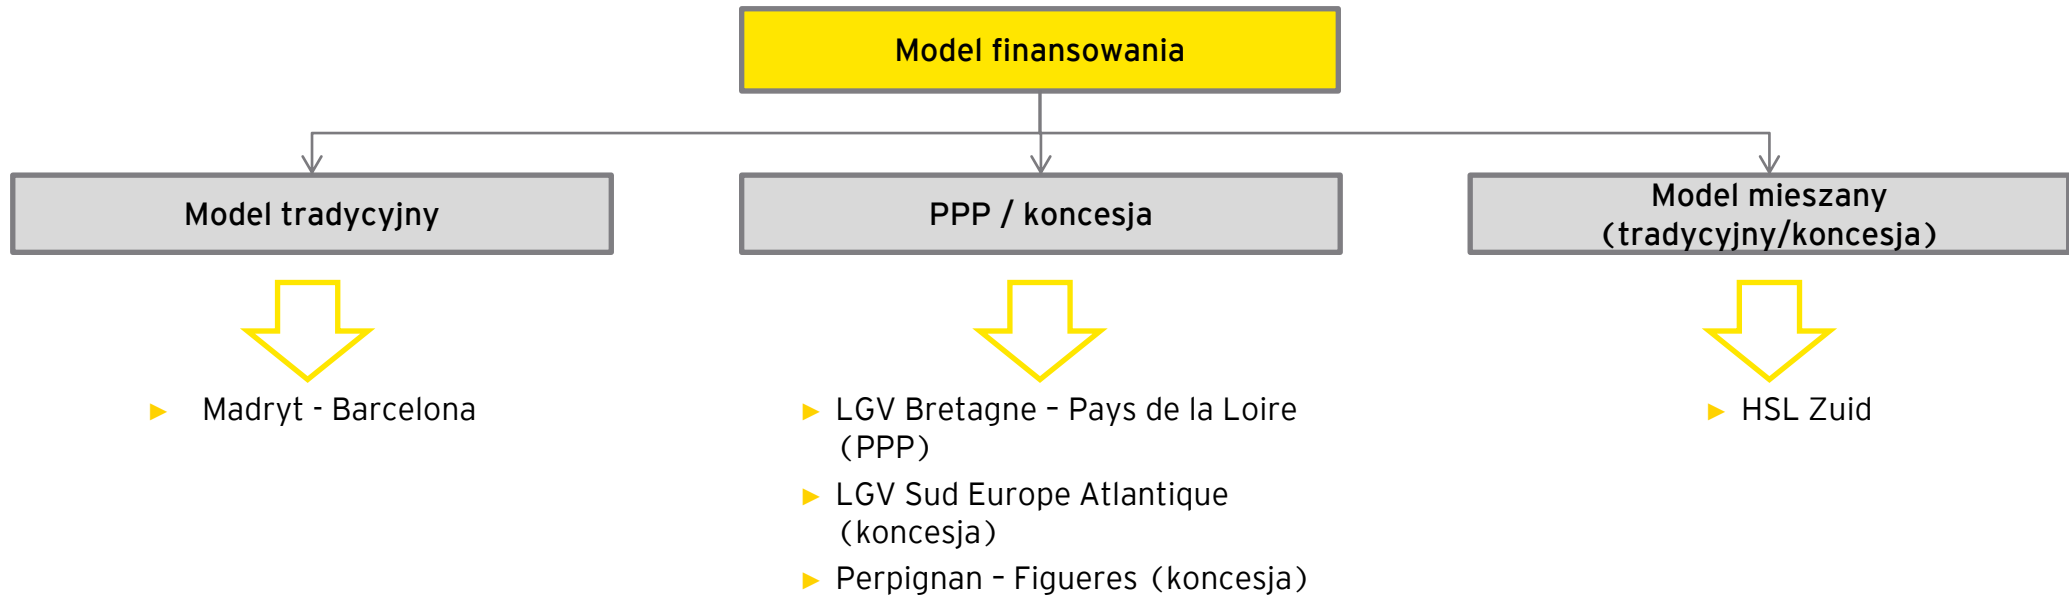 Model finansowania
Model tradycyjny
PPP / koncesja
Model mieszany
(tradycyjny/koncesja)
► Madryt - Barcelona
► LGV Bretagne – Pays de la Loire
(PPP)
► LGV Sud Europe Atlantique
(koncesja)
► Perpignan – Figueres (koncesja)
► HSL Zuid